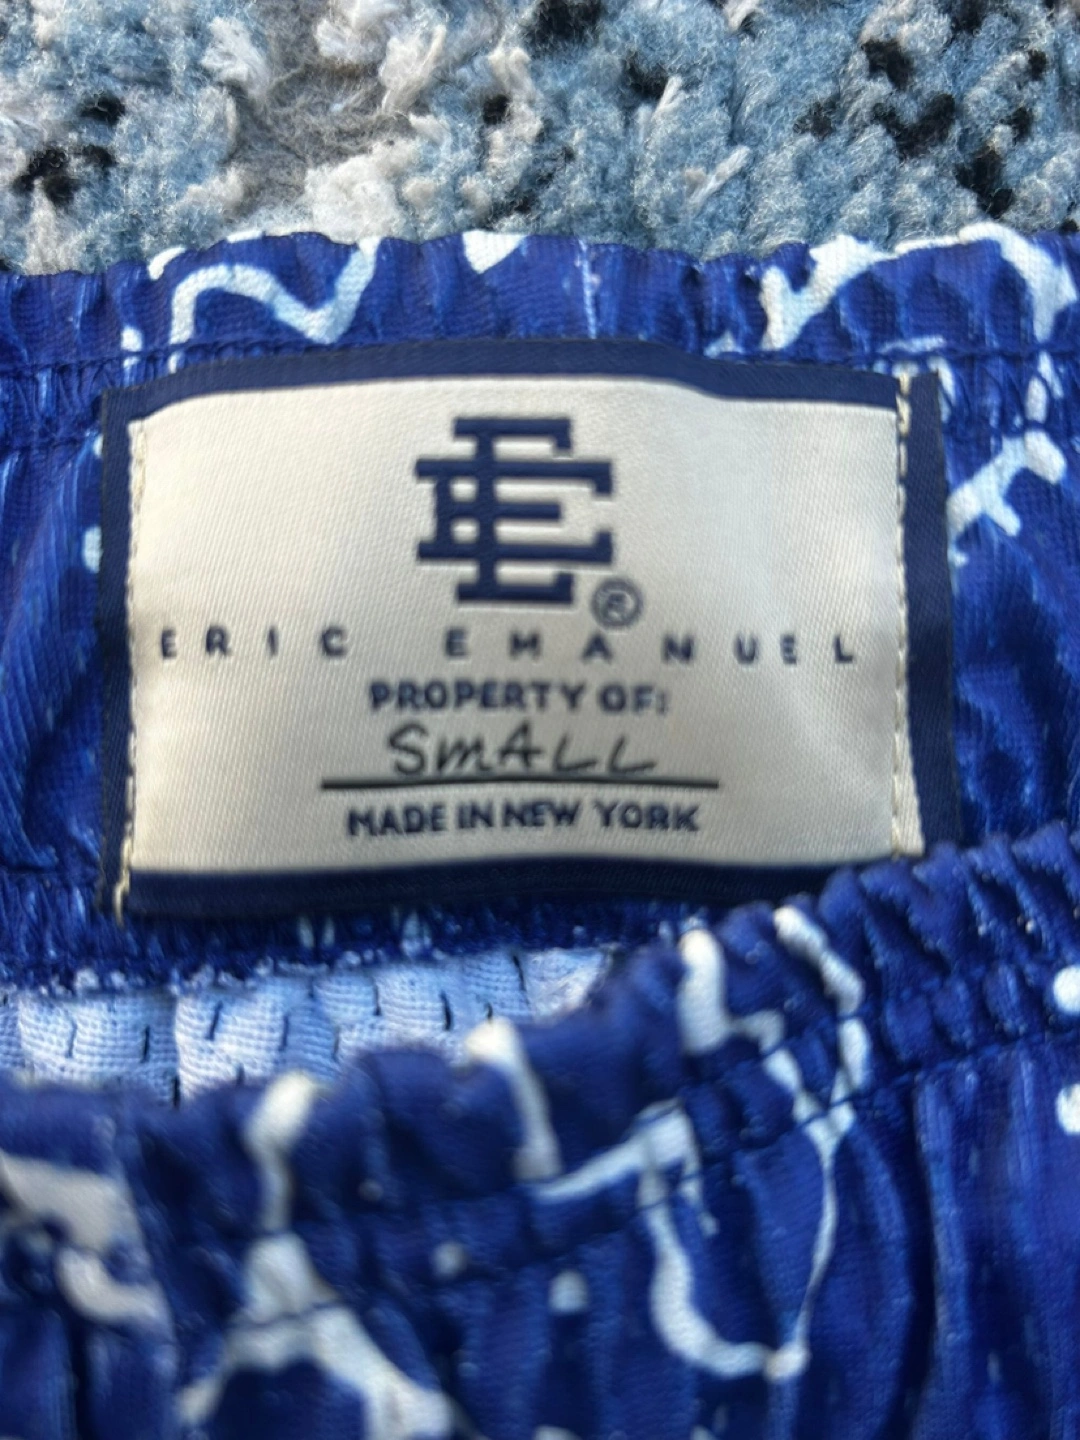 EE®
ERIC EMANUEL
PROPERTY OF:
SMALL
MADE IN NEW YORK